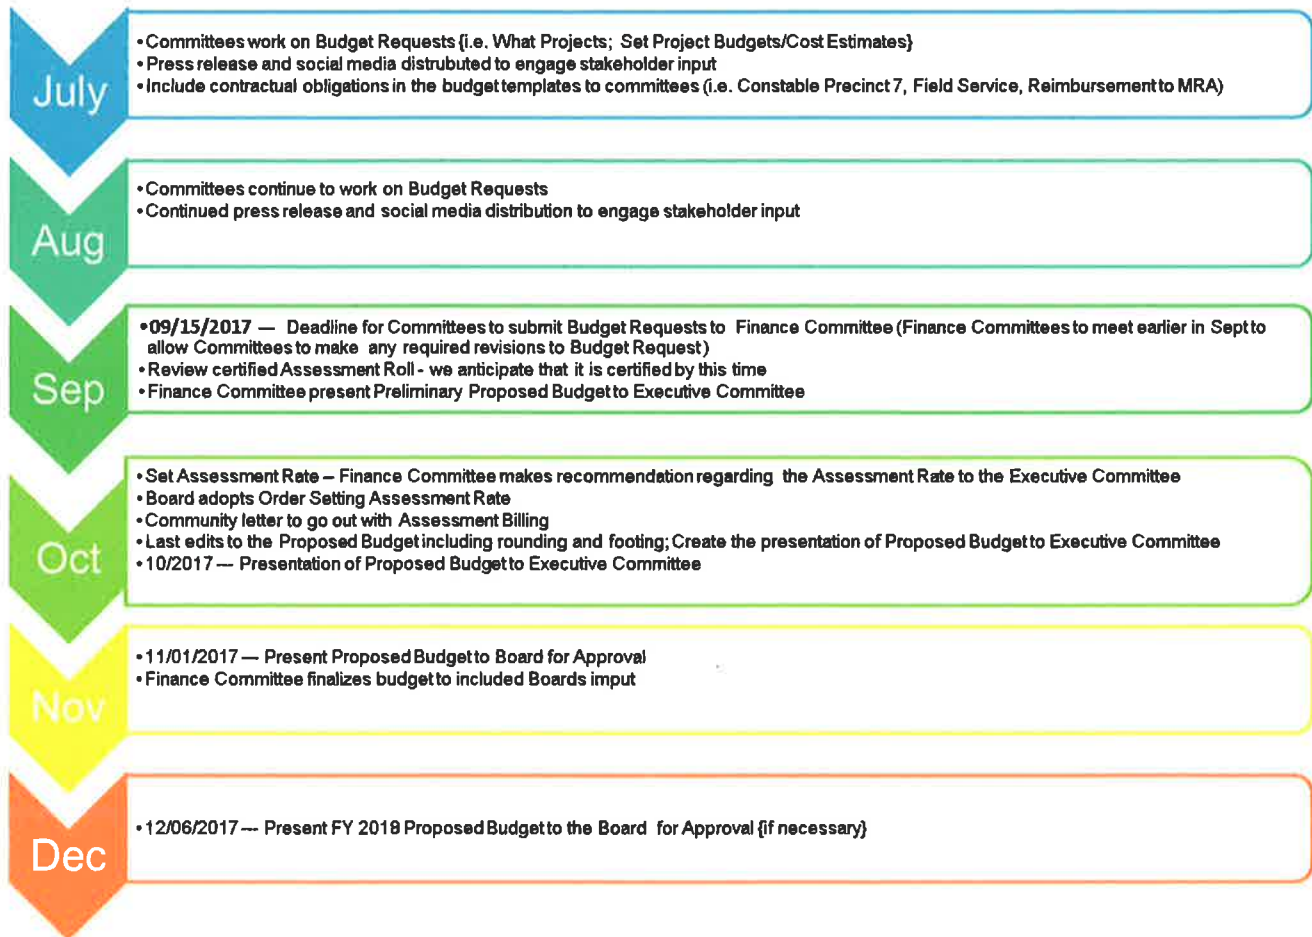 July
•Committees work on Budget Requests {i.e. What Projects; Set Project Budgets/Cost Estimates}
•Press release and social media distrubuted to engage stakeholder input
•Include contractual obligations in the budget templates to committees (i.e. Constable Precinct 7, Field Service, Reimbursement to MRA)
Aug
•Committees continue to work on Budget Requests
•Continued press release and social media distribution to engage stakeholder input
Sep
•09/15/2017 — Deadline for Committees to submit Budget Requests to Finance Committee (Finance Committees to meet earlier in Sept to
allow Committees to make any required revisions to Budget Request)
•Review certified Assessment Roll - we anticipate that it is certified by this time
•Finance Committee present Preliminary Proposed Budget to Executive Committee
Oct
•Set Assessment Rate – Finance Committee makes recommendation regarding the Assessment Rate to the Executive Committee
•Board adopts Order Setting Assessment Rate
•Community letter to go out with Assessment Billing
•Last edits to the Proposed Budget including rounding and footing; Create the presentation of Proposed Budget to Executive Committee
•10/2017 — Presentation of Proposed Budget to Executive Committee
Nov
•11/01/2017 — Present Proposed Budget to Board for Approval
•Finance Committee finalizes budget to included Boards imput
Dec
•12/06/2017 — Present FY 2018 Proposed Budget to the Board for Approval {if necessary}